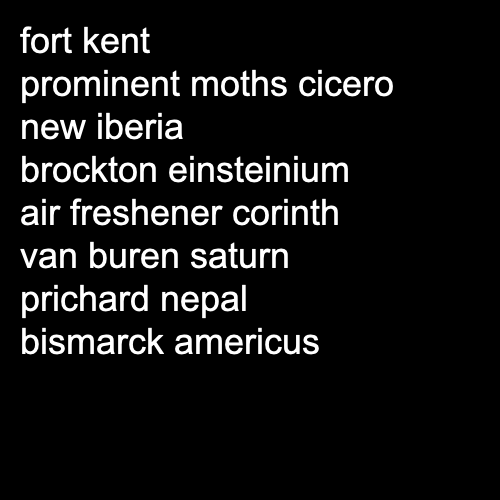 fort kent
prominent moths cicero
new iberia
brockton einsteinium
air freshener corinth
van buren saturn
prichard nepal
bismarck americus